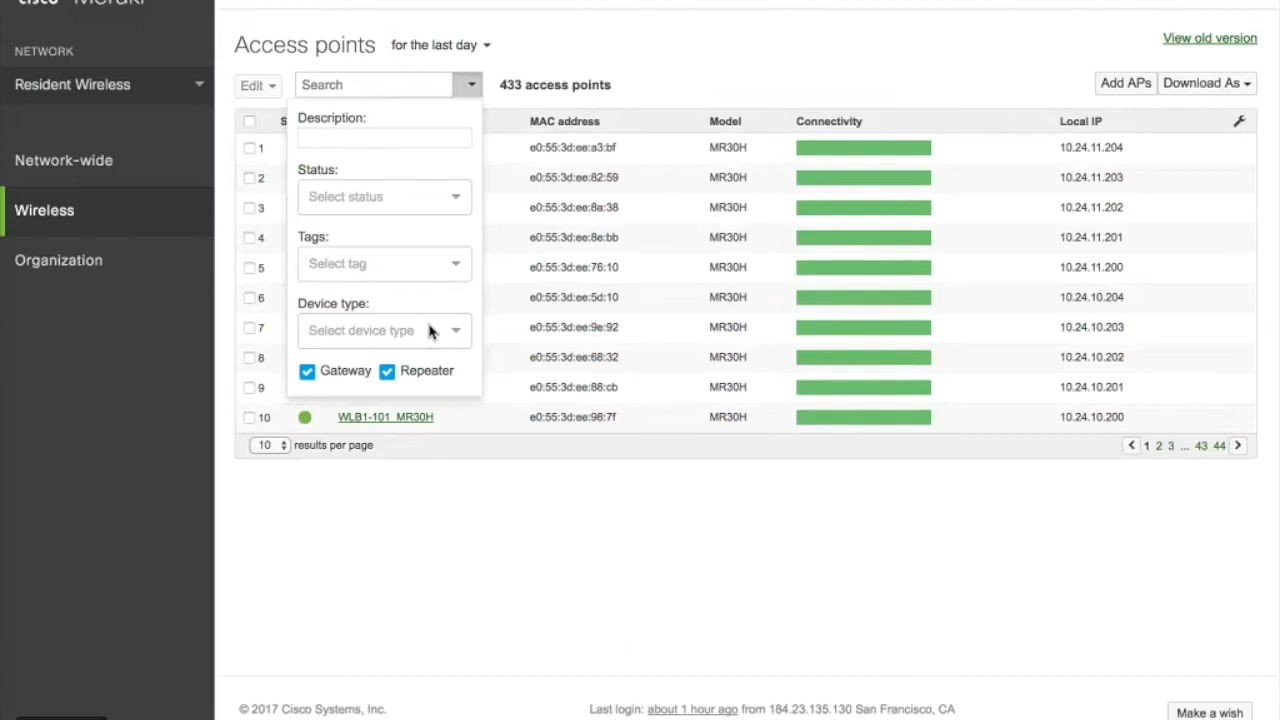 cisco Meraki
NETWORK
Resident Wireless
Network-wide
Wireless
Organization
Access points for the last day
View old version
Edit Search 433 access points Add APs Download As
Description:
Status:
Select status
Tags:
Select tag
Device type:
Select device type
Gateway Repeater
S MAC address Model Connectivity Local IP
1 e0:55:3d:ee:a3:bf MR30H 10.24.11.204
2 e0:55:3d:ee:82:59 MR30H 10.24.11.203
3 e0:55:3d:ee:8a:38 MR30H 10.24.11.202
4 e0:55:3d:ee:8e:bb MR30H 10.24.11.201
5 e0:55:3d:ee:76:10 MR30H 10.24.11.200
6 e0:55:3d:ee:5d:10 MR30H 10.24.10.204
7 e0:55:3d:ee:9e:92 MR30H 10.24.10.203
8 e0:55:3d:ee:68:32 MR30H 10.24.10.202
9 e0:55:3d:ee:88:cb MR30H 10.24.10.201
10 WLB1-101_MR30H e0:55:3d:ee:98:7f MR30H 10.24.10.200
10 results per page 1 2 3 ... 43 44
© 2017 Cisco Systems, Inc. Last login: about 1 hour ago from 184.23.135.130 San Francisco, CA Make a wish